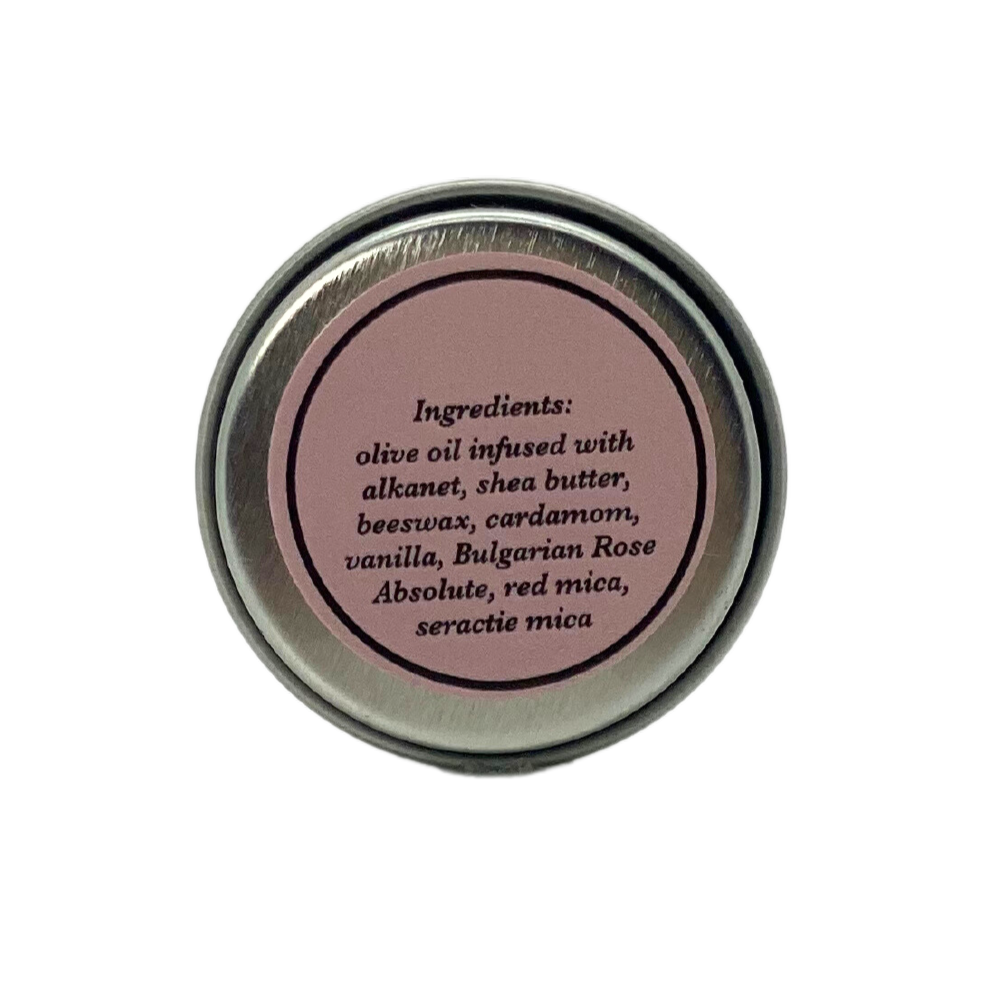 Ingredients:
olive oil infused with
alkanet, shea butter,
beeswax, cardamom,
vanilla, Bulgarian Rose
Absolute, red mica,
seractie mica